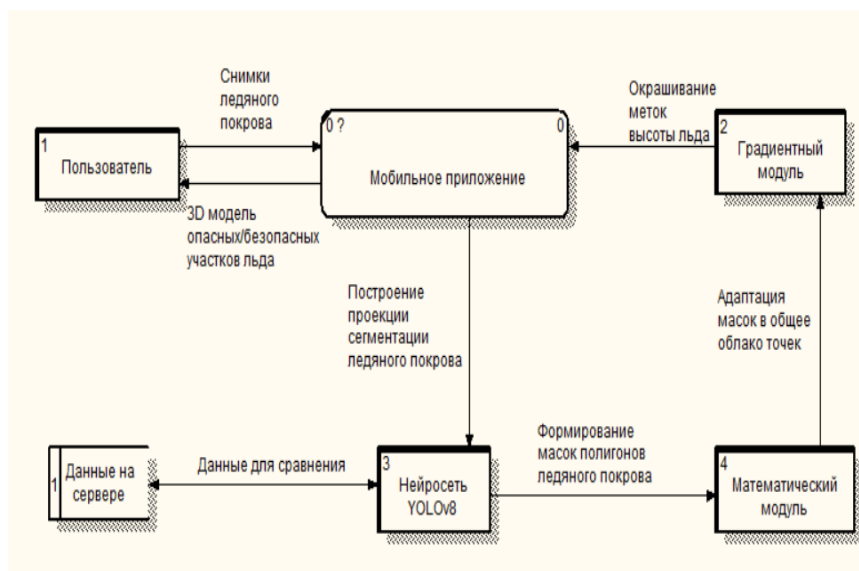 Снимки
ледяного
покрова
Окрашивание
меток
высоты льда
1
Пользователь
0 ?
0
Мобильное приложение
2
Градиентный
модуль
3D модель
опасных/безопасных
участков льда
Построение
проекции
сегментации
ледяного покрова
Адаптация
масок в общее
облако точек
1
Данные на
сервере
Данные для сравнения
3
Нейросеть
YOLOv8
Формирование
масок полигонов
ледяного покрова
4
Математический
модуль